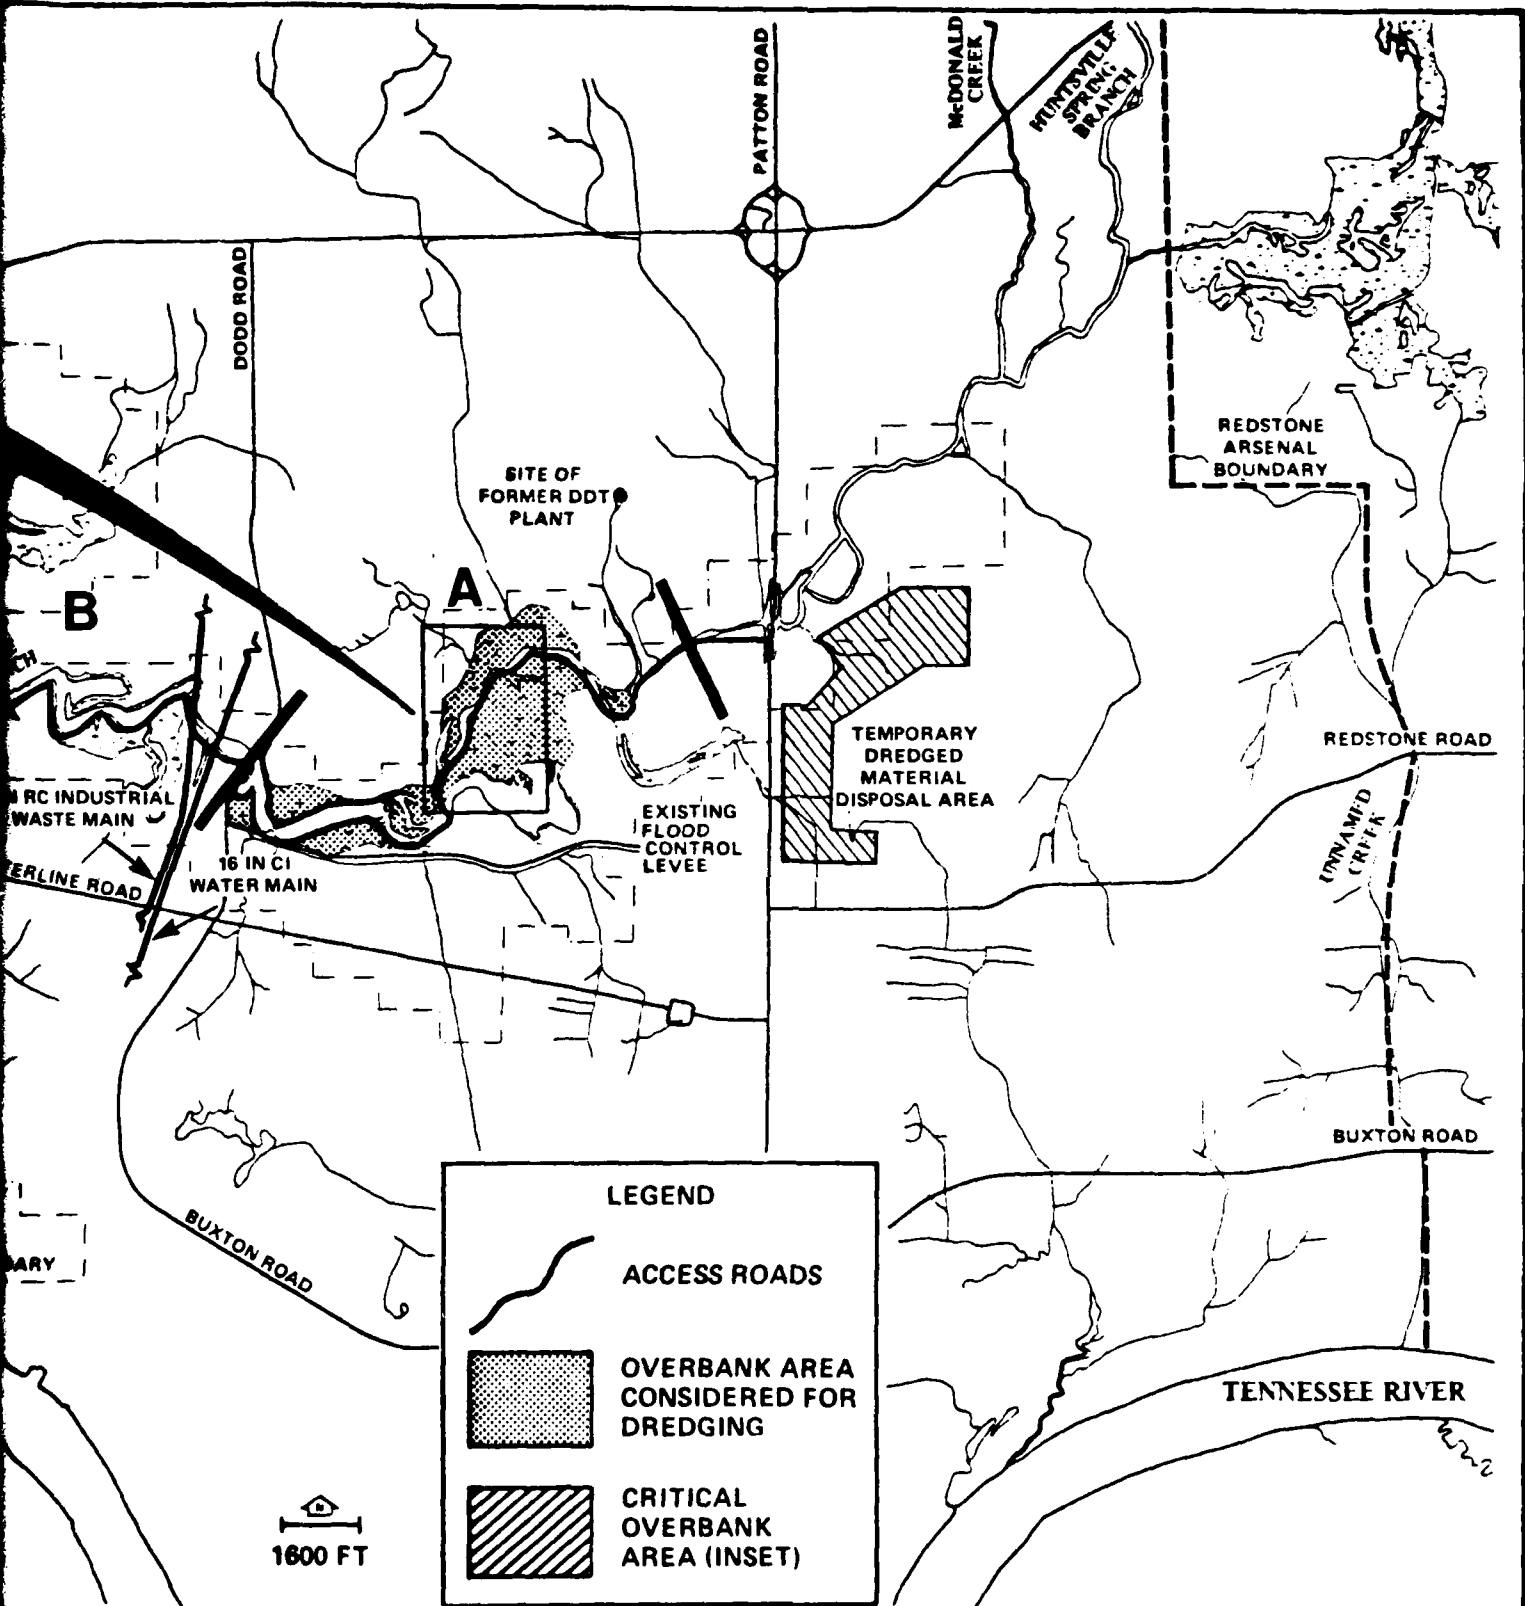 PATTON ROAD
McDONALD
CREEK
HUNTSVILLE
SPRING
BRANCH
DODD ROAD
REDSTONE
ARSENAL
BOUNDARY
SITE OF
FORMER DDT
PLANT
A
B
CH
TEMPORARY
DREDGED
MATERIAL
DISPOSAL AREA
REDSTONE ROAD
N RC INDUSTRIAL
WASTE MAIN
EXISTING
FLOOD
CONTROL
LEVEE
UNNAMED
CREEK
16 IN CI
WATER MAIN
ERLINE ROAD
BUXTON ROAD
BUXTON ROAD
DARY
LEGEND
ACCESS ROADS
OVERBANK AREA
CONSIDERED FOR
DREDGING
CRITICAL
OVERBANK
AREA (INSET)
TENNESSEE RIVER
N
1600 FT